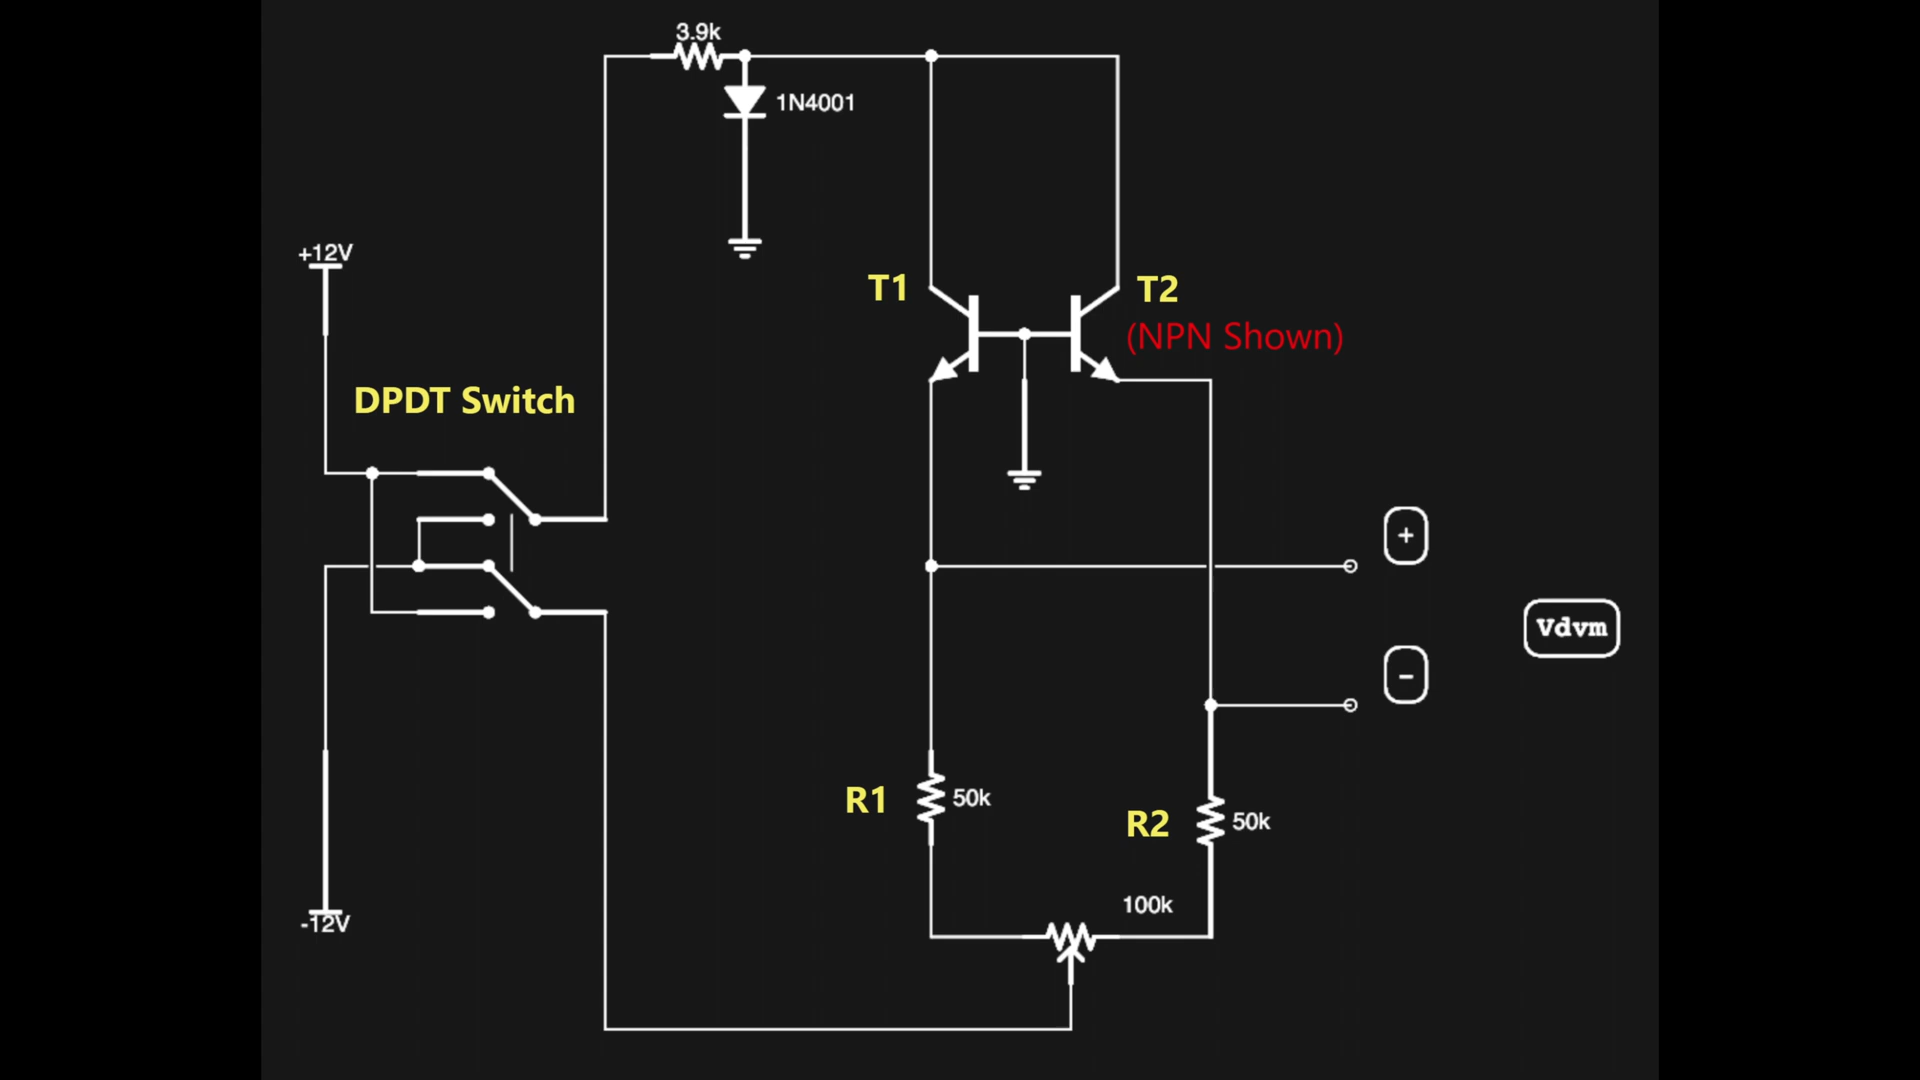 3.9k
1N4001
+12V
T1
T2
(NPN Shown)
DPDT Switch
+
Vdvm
-
R1
50k
R2
50k
100k
-12V